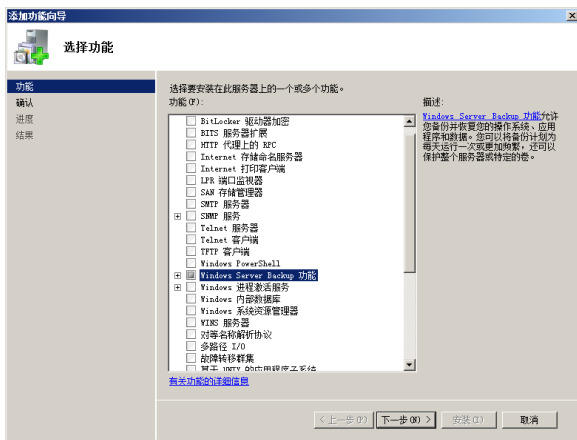 添加功能向导
选择功能
功能
确认
进度
结果
选择要安装在此服务器上的一个或多个功能。
功能(F):
BitLocker 驱动器加密
BITS 服务器扩展
HTTP 代理上的 RPC
Internet 存储命名服务器
Internet 打印客户端
LPR 端口监视器
SAN 存储管理器
SMTP 服务器
SNMP 服务
Telnet 服务器
Telnet 客户端
TFTP 客户端
Windows PowerShell
Windows Server Backup 功能
Windows 进程激活服务
Windows 内部数据库
Windows 系统资源管理器
WINS 服务器
对等名称解析协议
多路径 I/O
故障转移群集
基于 UNIX 的应用程序子系统
有关功能的详细信息
描述:
Windows Server Backup 功能允许
您备份并恢复您的操作系统、应用
程序和数据。您可以将备份计划为
每天运行一次或更加频繁，还可以
保护整个服务器或特定的卷。
< 上一步(P)
下一步(N) >
安装(I)
取消